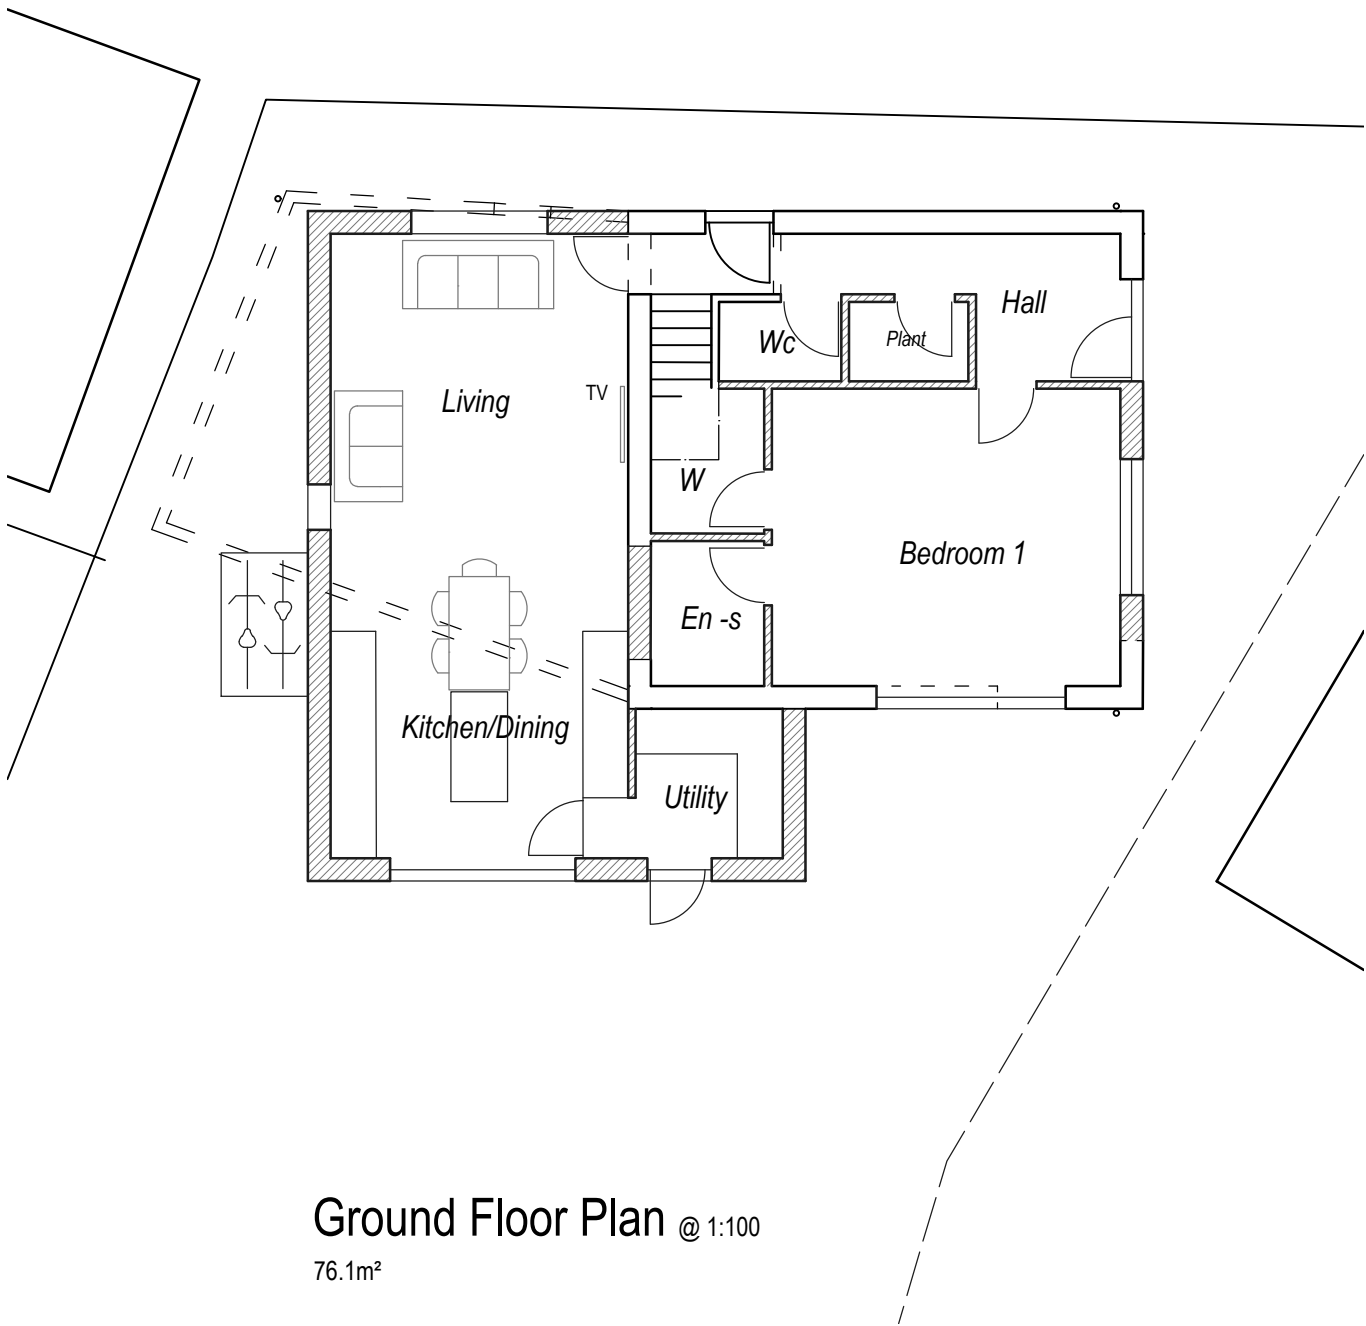 Hall
Wc
Plant
TV
Living
W
Bedroom 1
En -s
Kitchen/Dining
Utility
Ground Floor Plan @ 1:100
76.1m²